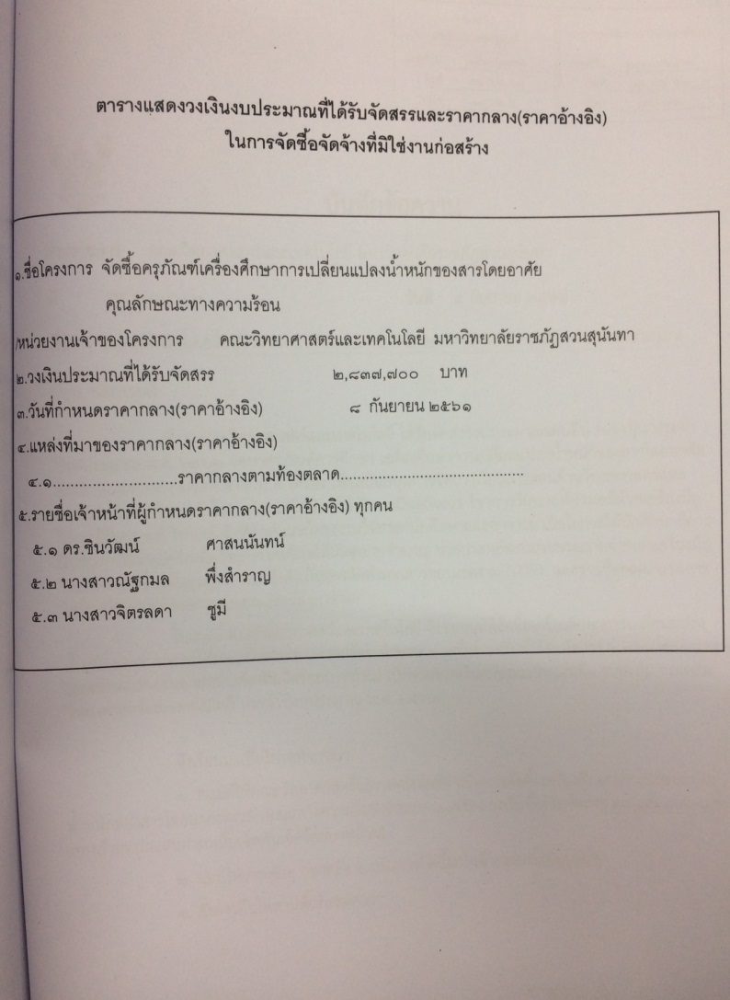 ตารางแสดงวงเงินงบประมาณที่ได้รับจัดสรรและราคากลาง(ราคาอ้างอิง)
ในการจัดซื้อจัดจ้างที่มิใช่งานก่อสร้าง
๑.ชื่อโครงการ จัดซื้อครุภัณฑ์เครื่องศึกษาการเปลี่ยนแปลงน้ำหนักของสารโดยอาศัย
คุณลักษณะทางความร้อน
/หน่วยงานเจ้าของโครงการ คณะวิทยาศาสตร์และเทคโนโลยี มหาวิทยาลัยราชภัฏสวนสุนันทา
๒.วงเงินประมาณที่ได้รับจัดสรร ๒,๘๓๗,๗๐๐ บาท
๓.วันที่กำหนดราคากลาง(ราคาอ้างอิง) ๘ กันยายน ๒๕๖๑
๔.แหล่งที่มาของราคากลาง(ราคาอ้างอิง)
๔.๑............................ราคากลางตามท้องตลาด..........................................
๕.รายชื่อเจ้าหน้าที่ผู้กำหนดราคากลาง(ราคาอ้างอิง) ทุกคน
๕.๑ ดร.ชินวัฒน์ ศาสนนันทน์
๕.๒ นางสาวณัฐกมล พึ่งสำราญ
๕.๓ นางสาวจิตรลดา ชูมี